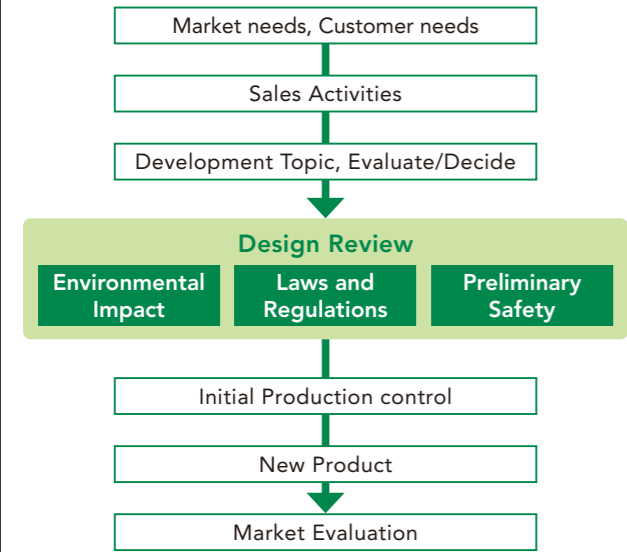 Market needs, Customer needs
Sales Activities
Development Topic, Evaluate/Decide
Design Review
Environmental
Impact
Laws and
Regulations
Preliminary
Safety
Initial Production control
New Product
Market Evaluation